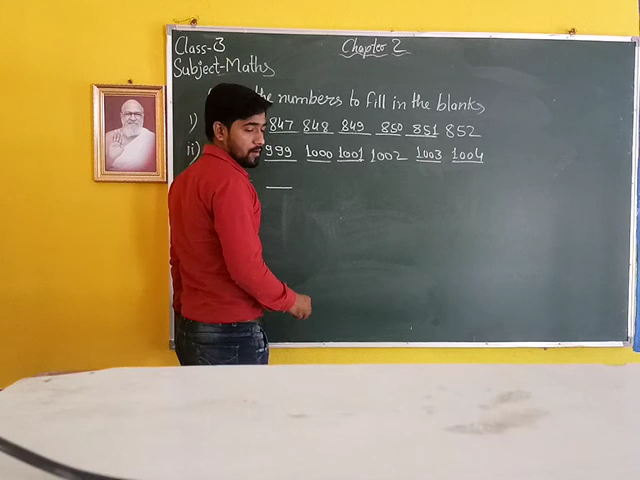 Class-3 Chapter 2
Subject-Maths
the numbers to fill in the blanks
i) 847 848 849 850 851 852
ii) 999 1000 1001 1002 1003 1004